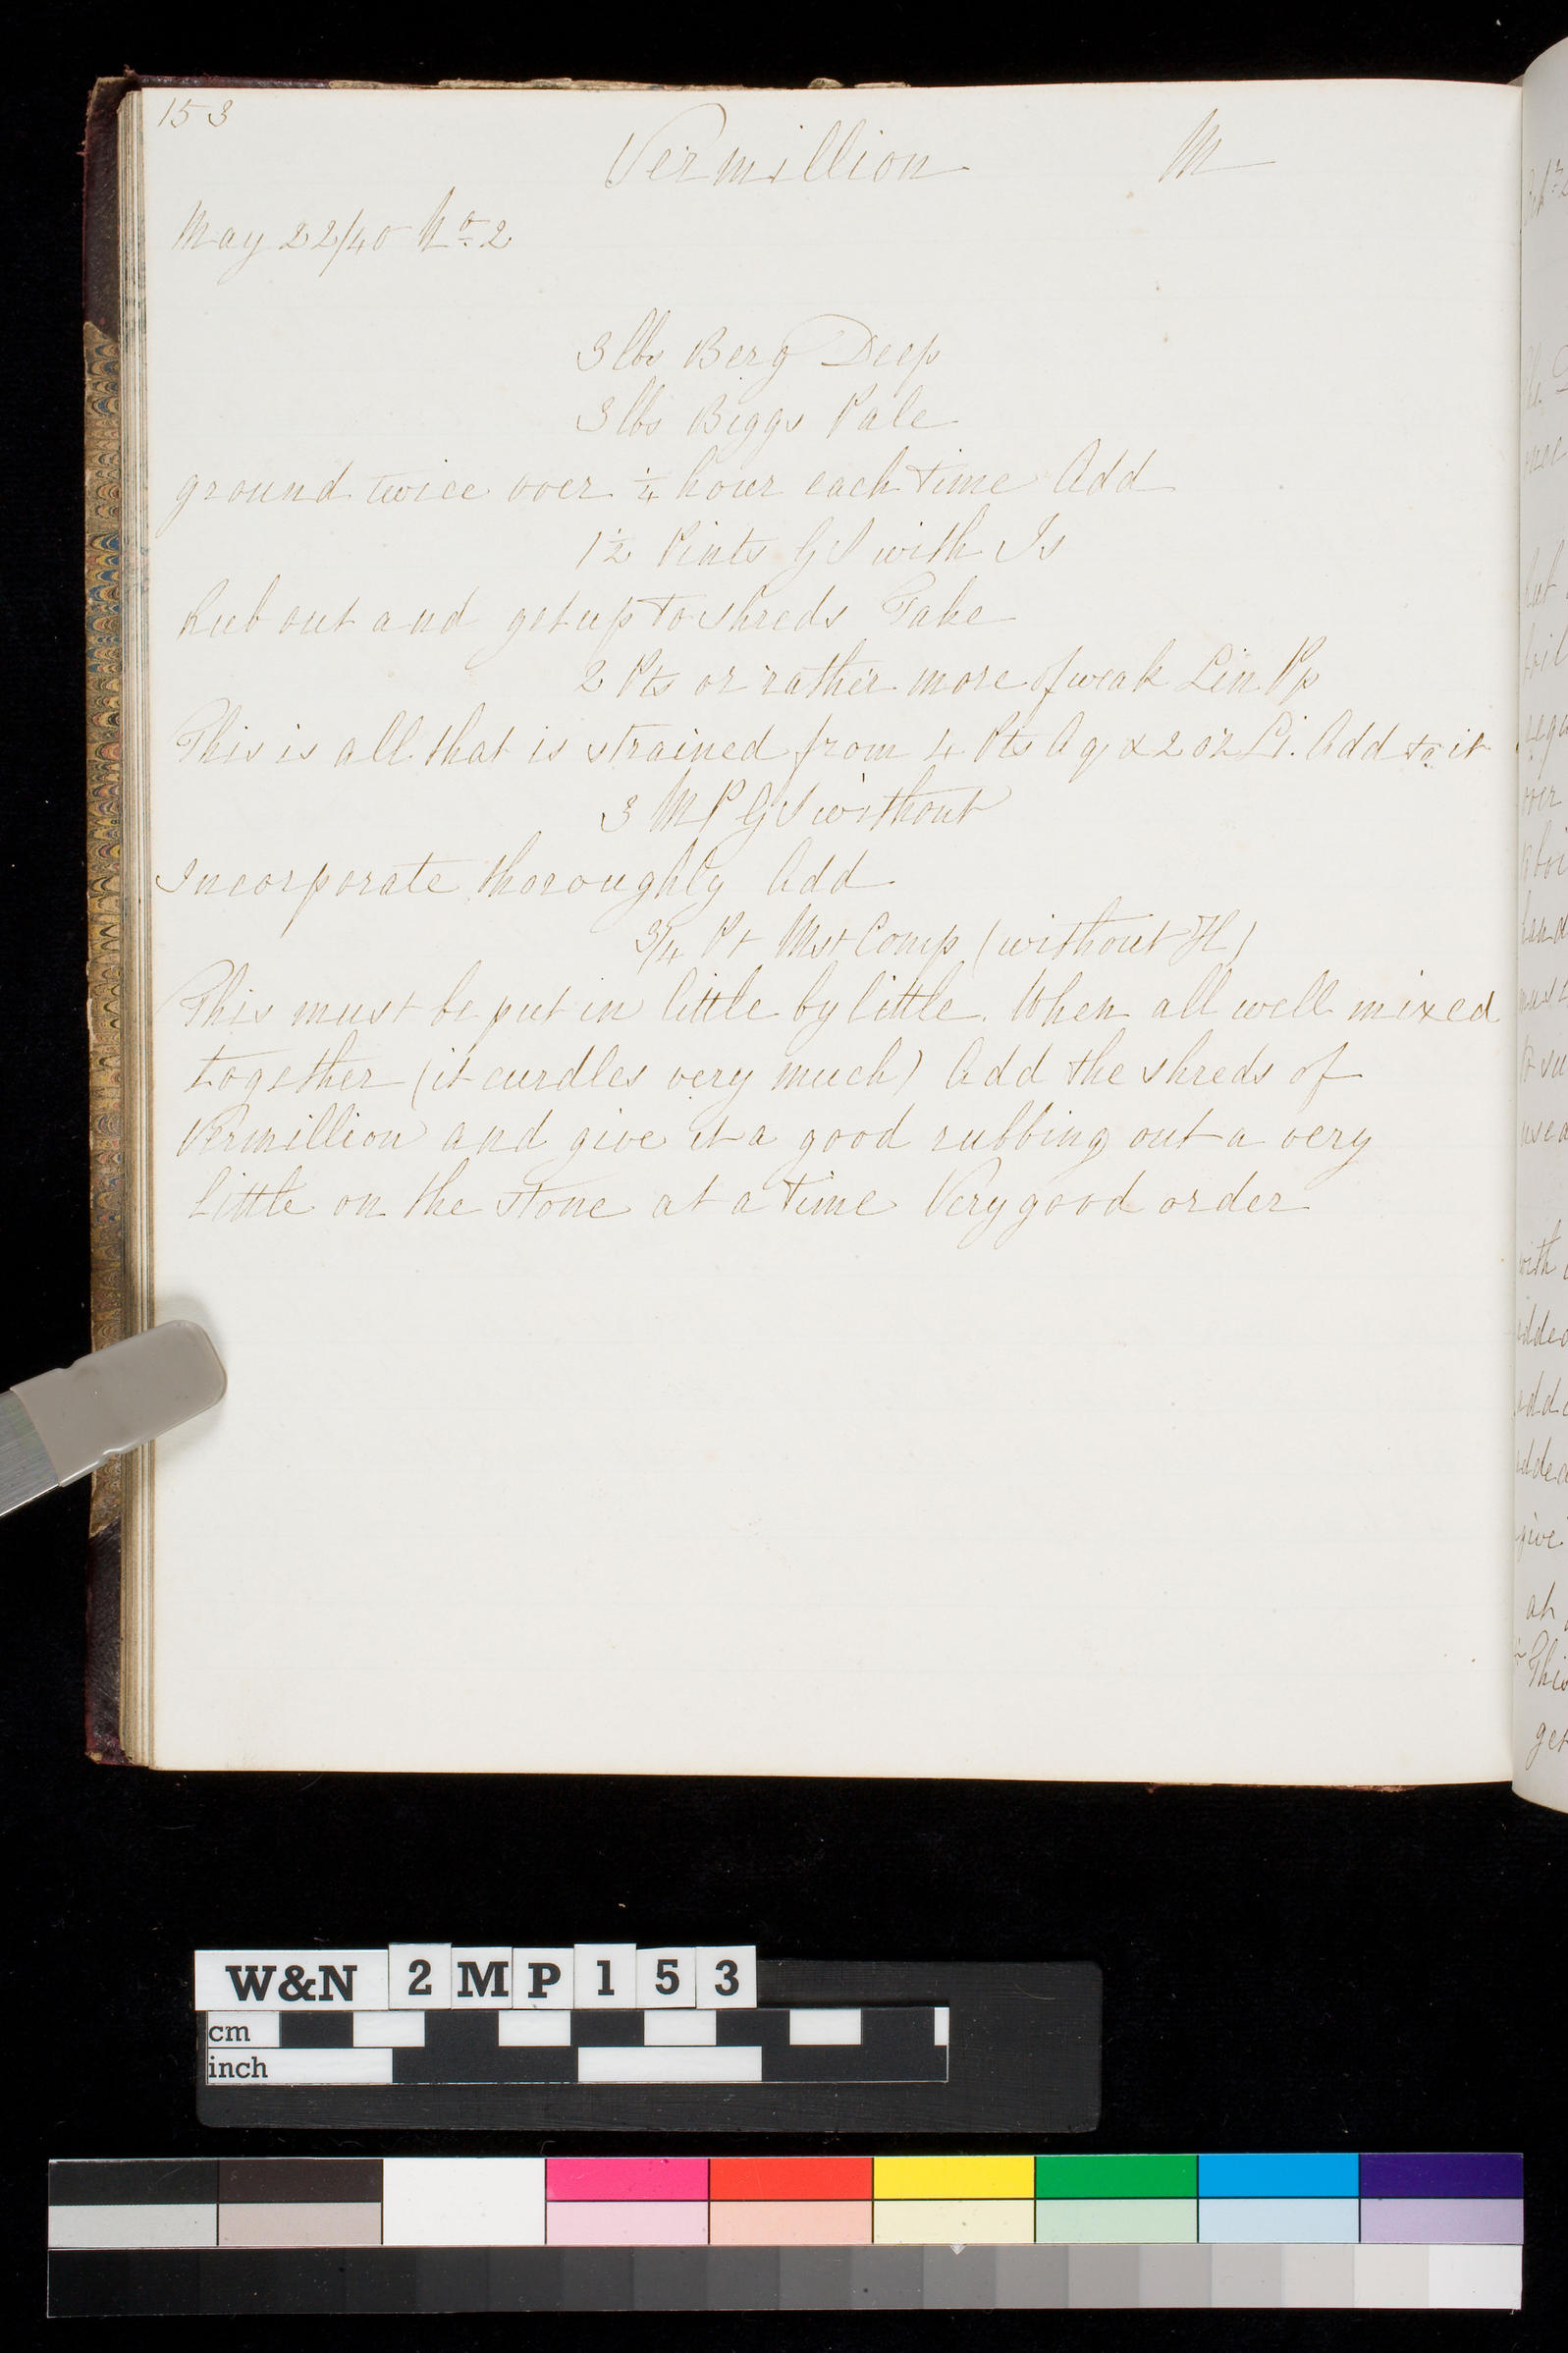 153
Vermillion M
May 22/40 No 2
3 lbs Berg Deep
3 lbs Biggs Pale
ground twice over 1/4 hour each time Add
1 1/2 Pints G S with Is
Rub out and get up to shreds Take
2 Pts or rather more of weak Lin Pp
This is all that is strained from 4 Pts Aq & 2 oz Li. Add to it
3 M P G S without
Incorporate thoroughly Add
3/4 Pt Mst Comp (without H)
This must be put in little by little. When all well mixed
together (it curdles very much) Add the shreds of
Vermillion and give it a good rubbing out a very
little on the stone at a time Very good order
W&N 2 M P 1 5 3
cm
inch